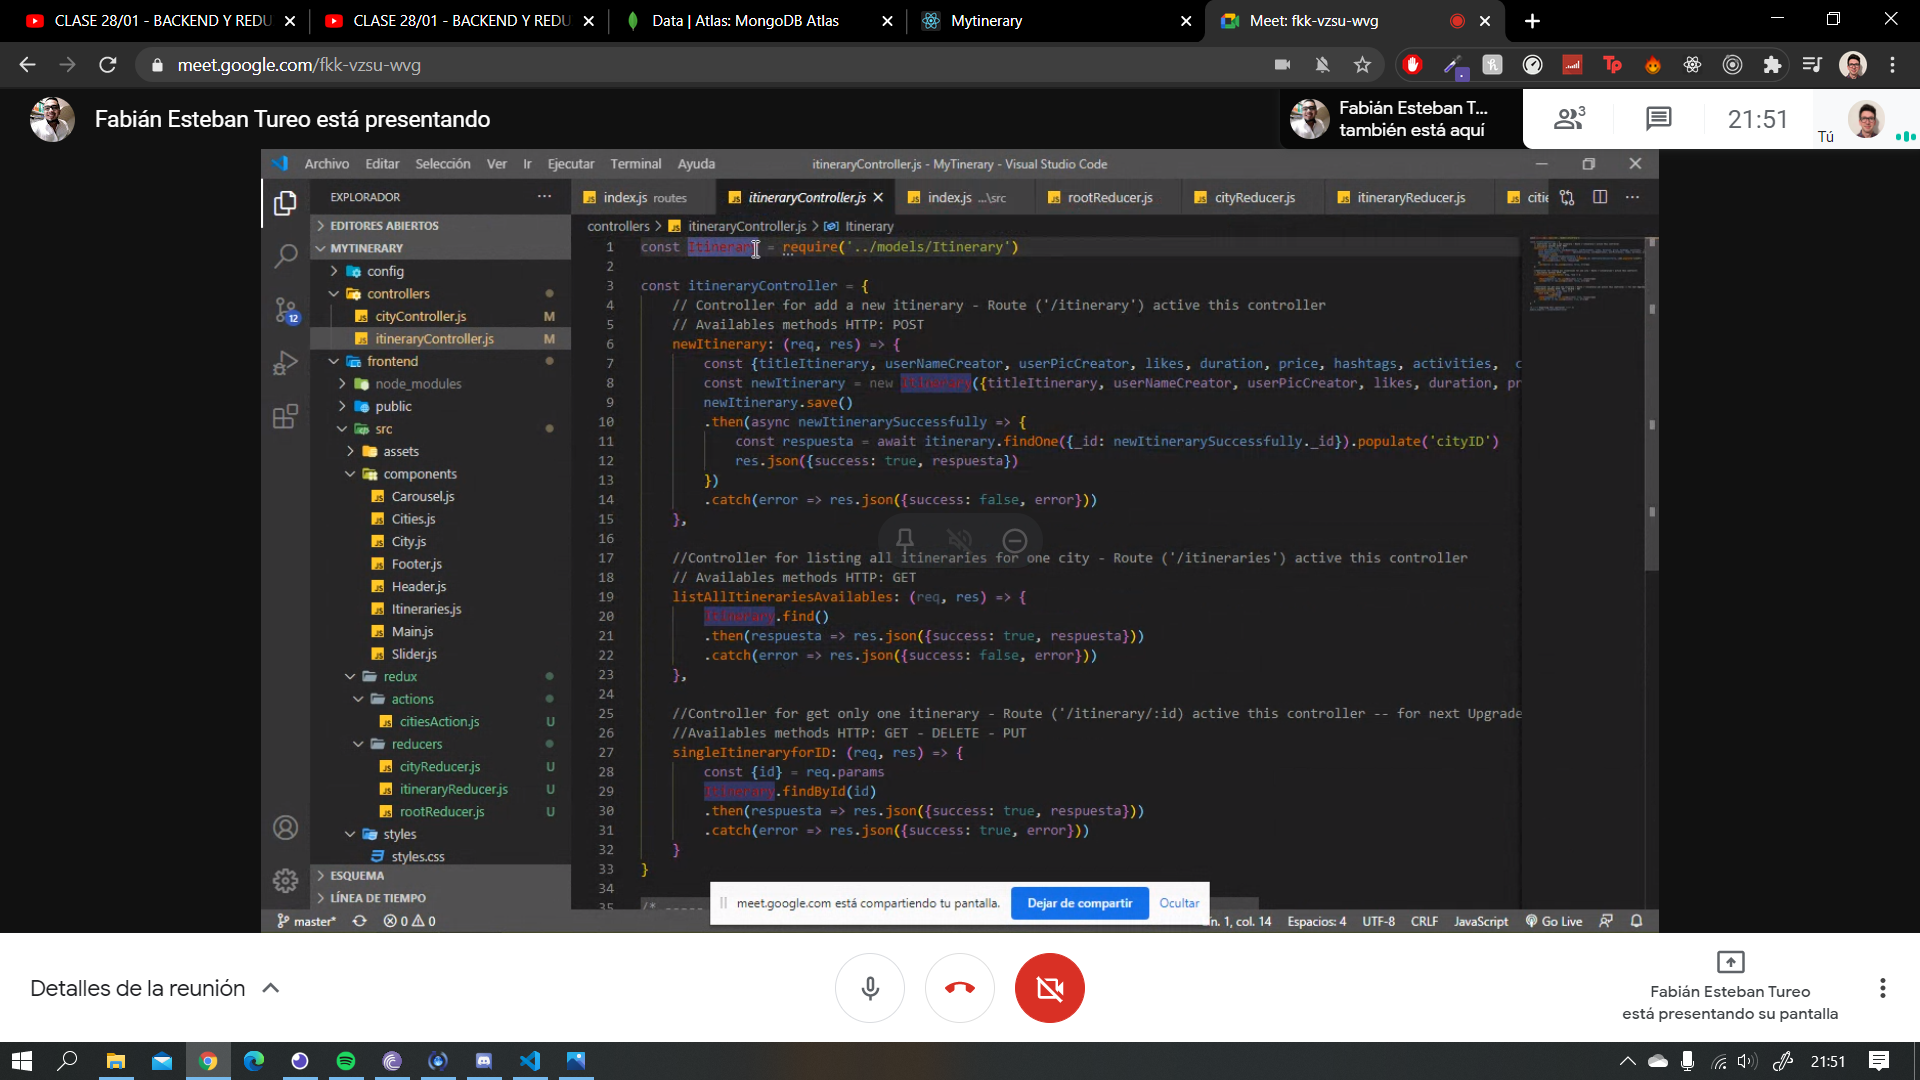 CLASE 28/01 - BACKEND Y REDU
CLASE 28/01 - BACKEND Y REDU
Data | Atlas: MongoDB Atlas
Mytinerary
Meet: fkk-vzsu-wvg
meet.google.com/fkk-vzsu-wvg
Fabián Esteban Tureo está presentando
Fabián Esteban T...
también está aquí
3
21:51
Tú
Archivo Editar Selección Ver Ir Ejecutar Terminal Ayuda
itineraryController.js - MyTinerary - Visual Studio Code
EXPLORADOR
index.js routes
itineraryController.js
index.js ...\src
rootReducer.js
cityReducer.js
itineraryReducer.js
citie
EDITORES ABIERTOS
MYTINERARY
config
controllers
cityController.js M
itineraryController.js M
frontend
node_modules
public
src
assets
components
Carousel.js
Cities.js
City.js
Footer.js
Header.js
Itineraries.js
Main.js
Slider.js
redux
actions
citiesAction.js U
reducers
cityReducer.js U
itineraryReducer.js U
rootReducer.js U
styles
styles.css
ESQUEMA
LÍNEA DE TIEMPO
12
controllers > itineraryController.js > Itinerary
1 const Itinerary = require('../models/Itinerary')
2
3 const itineraryController = {
4 // Controller for add a new itinerary - Route ('/itinerary') active this controller
5 // Availables methods HTTP: POST
6 newItinerary: (req, res) => {
7 const {titleItinerary, userNameCreator, userPicCreator, likes, duration, price, hashtags, activities, c
8 const newItinerary = new Itinerary({titleItinerary, userNameCreator, userPicCreator, likes, duration, pr
9 newItinerary.save()
10 .then(async newItinerarySuccessfully => {
11 const respuesta = await itinerary.findOne({_id: newItinerarySuccessfully._id}).populate('cityID')
12 res.json({success: true, respuesta})
13 })
14 .catch(error => res.json({success: false, error}))
15 },
16
17 //Controller for listing all itineraries for one city - Route ('/itineraries') active this controller
18 // Availables methods HTTP: GET
19 listAllItinerariesAvailables: (req, res) => {
20 Itinerary.find()
21 .then(respuesta => res.json({success: true, respuesta}))
22 .catch(error => res.json({success: false, error}))
23 },
24
25 //Controller for get only one itinerary - Route ('/itinerary/:id) active this controller -- for next Upgrade
26 //Availables methods HTTP: GET - DELETE - PUT
27 singleItineraryforID: (req, res) => {
28 const {id} = req.params
29 Itinerary.findById(id)
30 .then(respuesta => res.json({success: true, respuesta}))
31 .catch(error => res.json({success: true, error}))
32 }
33 }
34
35 /*
meet.google.com está compartiendo tu pantalla.
Dejar de compartir
Ocultar
master* 0 0
Ln. 1, col. 14 Espacios: 4 UTF-8 CRLF JavaScript Go Live
Detalles de la reunión
Fabián Esteban Tureo
está presentando su pantalla
21:51